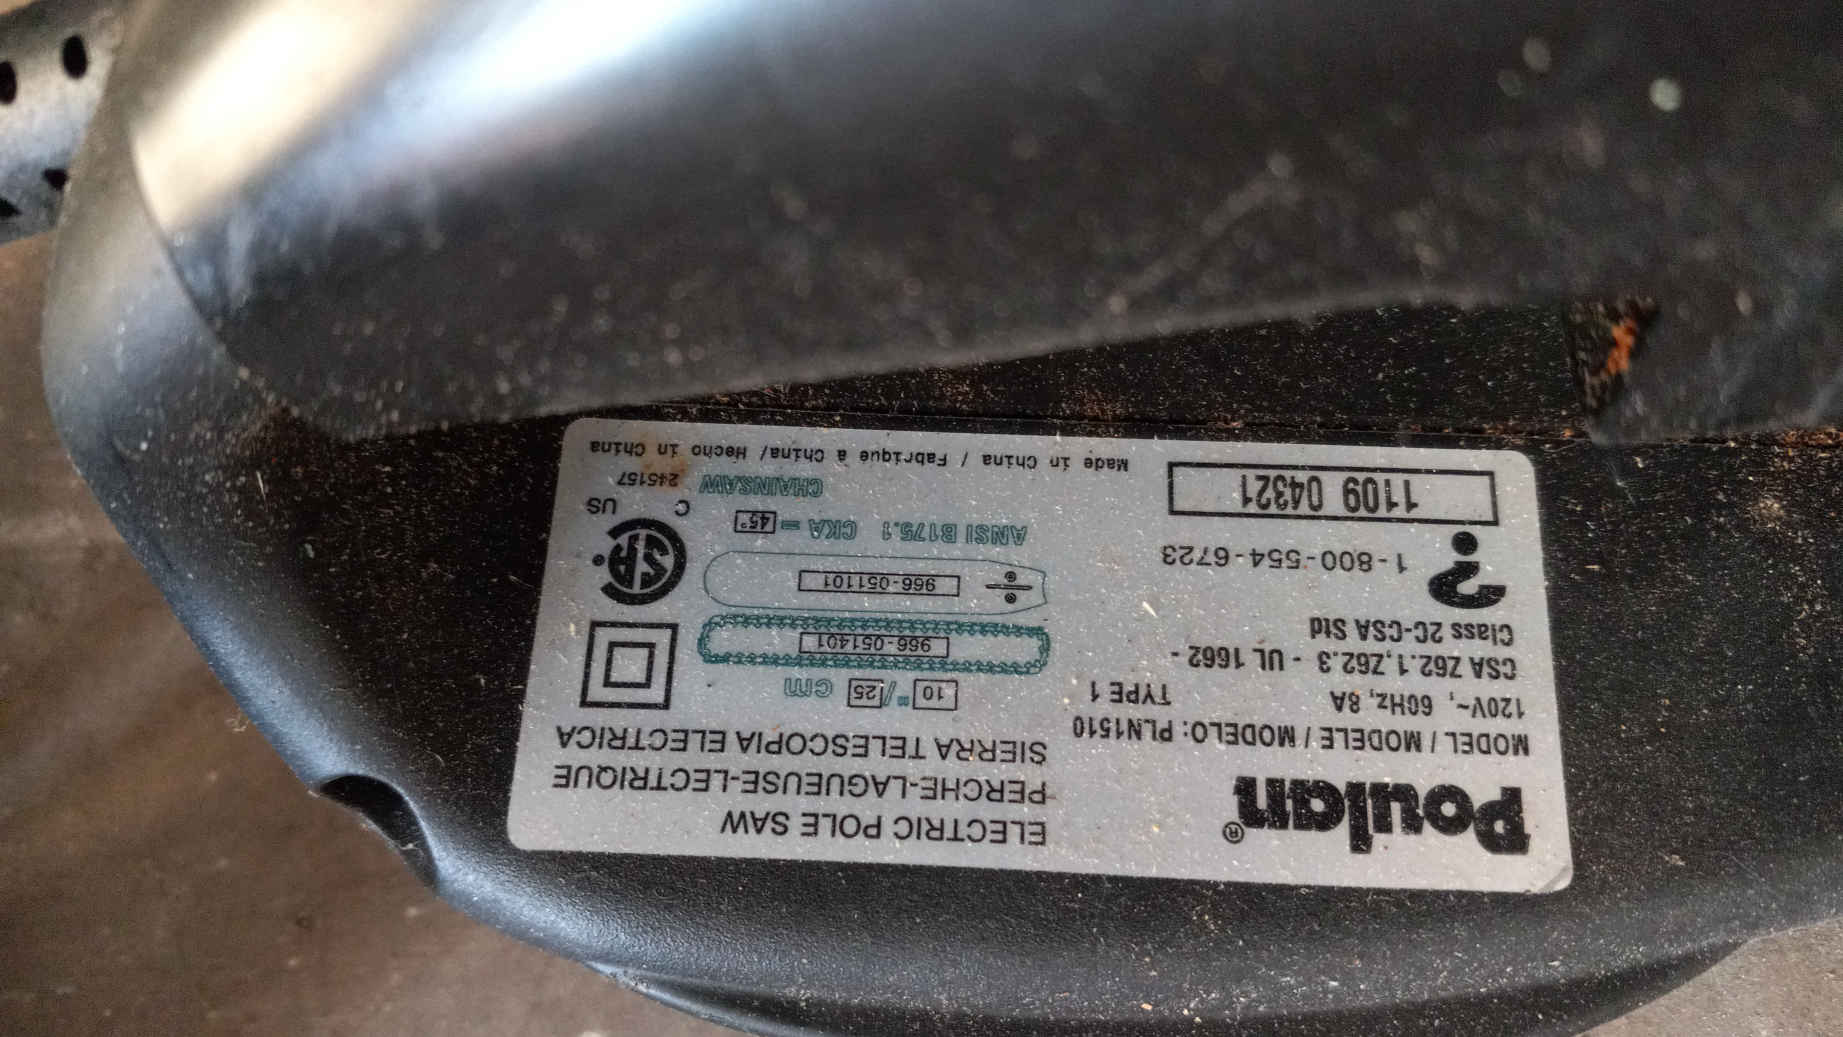 Poulan®
MODEL / MODELE / MODELO: PLN1510
120V~, 60Hz, 8A TYPE 1
CSA Z62.1,Z62.3 - UL 1662 -
Class 2C-CSA Std
1-800-554-6723
1109 04321
ELECTRIC POLE SAW
PERCHE-LAGUEUSE-LECTRIQUE
SIERRA TELESCOPIA ELECTRICA
10 "/ 25 cm
966-051401
966-051101
ANSI B175.1 CKA = 45°
CHAINSAW
SA
C US
245157
Made in China / Fabriqué à China/ Hecho in China